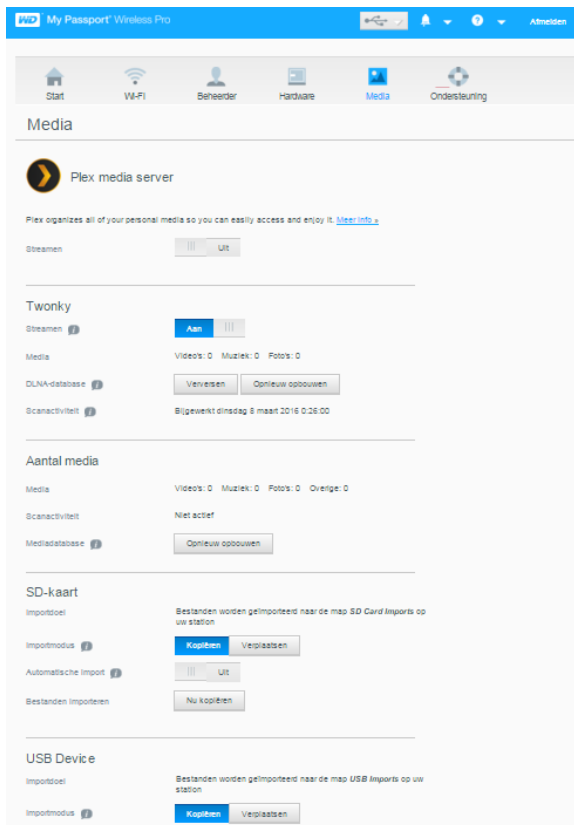 WD My Passport® Wireless Pro
Afmelden
Start Wi-Fi Beheerder Hardware Media Ondersteuning
Media
Plex media server
Plex organizes all of your personal media so you can easily access and enjoy it. Meer info »
Streamen Uit
Twonky
Streamen i Aan
Media Video's: 0 Muziek: 0 Foto's: 0
DLNA-database i Verversen Opnieuw opbouwen
Scanactiviteit i Bijgewerkt dinsdag 8 maart 2016 0:26:00
Aantal media
Media Video's: 0 Muziek: 0 Foto's: 0 Overige: 0
Scanactiviteit Niet actief
Mediadatabase i Opnieuw opbouwen
SD-kaart
Importdoel Bestanden worden geïmporteerd naar de map SD Card Imports op
uw station
Importmodus i Kopiëren Verplaatsen
Automatische import i Uit
Bestanden importeren Nu kopiëren
USB Device
Importdoel Bestanden worden geïmporteerd naar de map USB Imports op uw
station
Importmodus i Kopiëren Verplaatsen